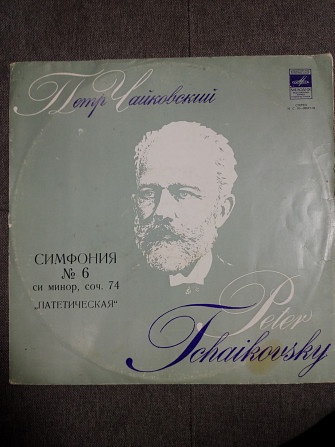 Петр Чайковский
СИМФОНИЯ
№ 6
си минор, соч. 74
„ПАТЕТИЧЕСКАЯ“
Peter
Tchaikovsky